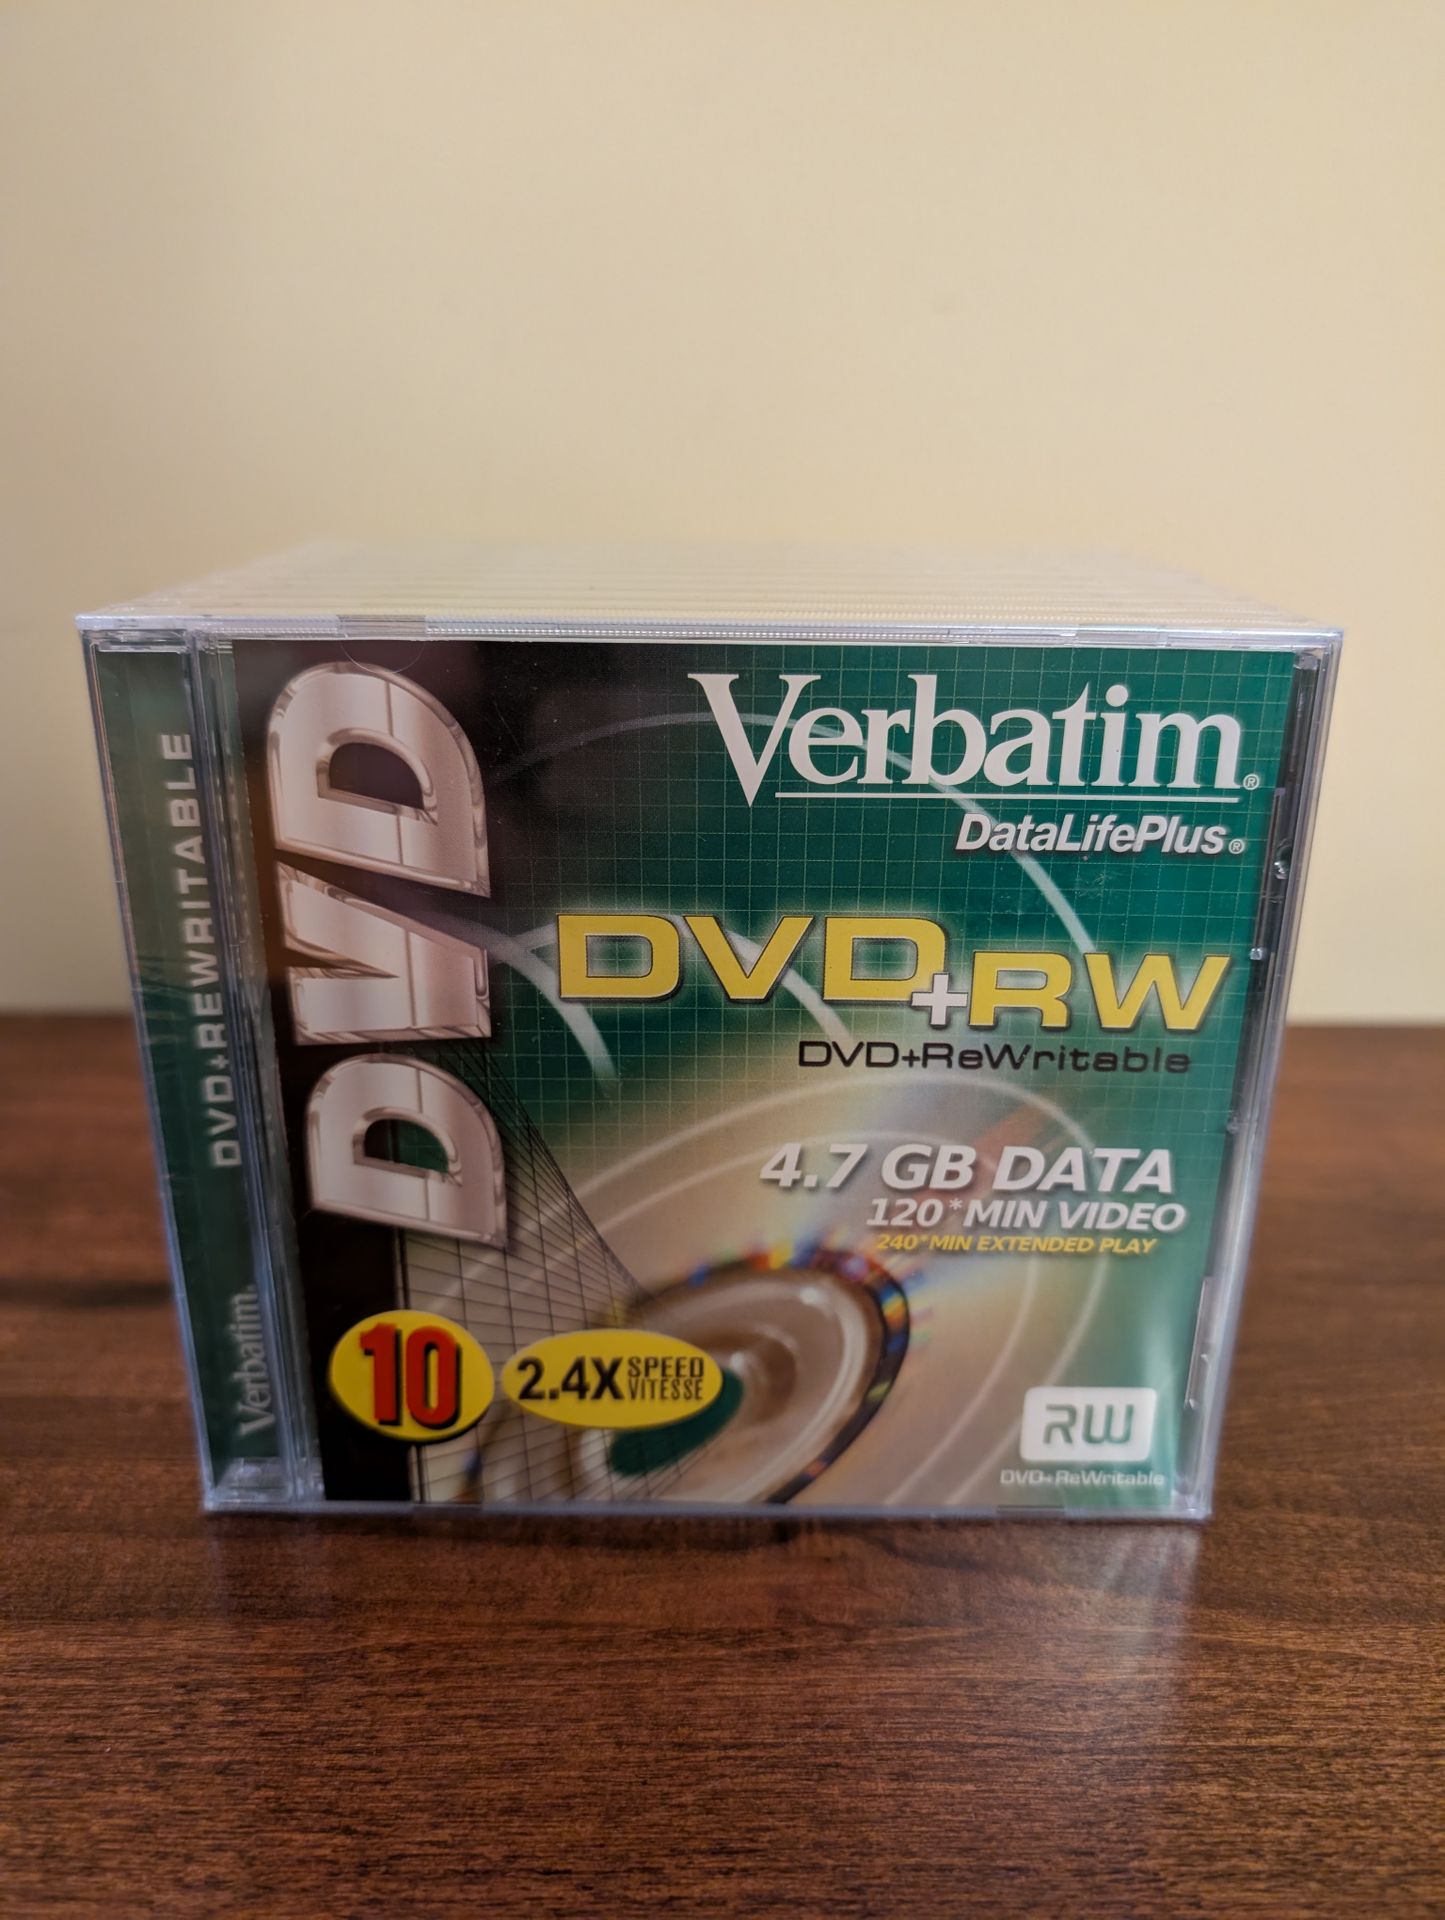 DVD+REWRITABLE
Verbatim.
DVD
Verbatim®
DataLifePlus®
DVD+RW
DVD+ReWritable
4.7 GB DATA
120*MIN VIDEO
240*MIN EXTENDED PLAY
10
2.4X SPEED
VITESSE
RW
DVD+ReWritable